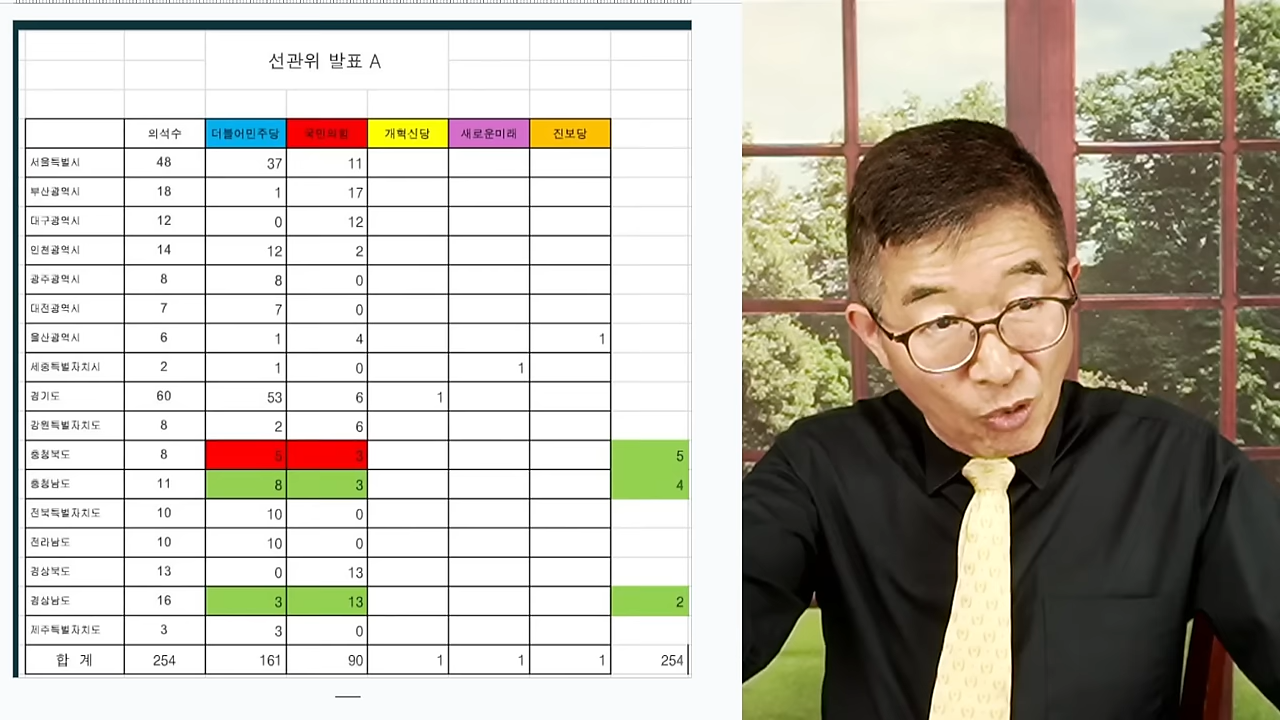 선관위 발표 A
의석수 더불어민주당 국민의힘 개혁신당 새로운미래 진보당
서울특별시 48 37 11
부산광역시 18 1 17
대구광역시 12 0 12
인천광역시 14 12 2
광주광역시 8 8 0
대전광역시 7 7 0
울산광역시 6 1 4 1
세종특별자치시 2 1 0 1
경기도 60 53 6 1
강원특별자치도 8 2 6
충청북도 8 5 3 5
충청남도 11 8 3 4
전북특별자치도 10 10 0
전라남도 10 10 0
경상북도 13 0 13
경상남도 16 3 13 2
제주특별자치도 3 3 0
합 계 254 161 90 1 1 1 254